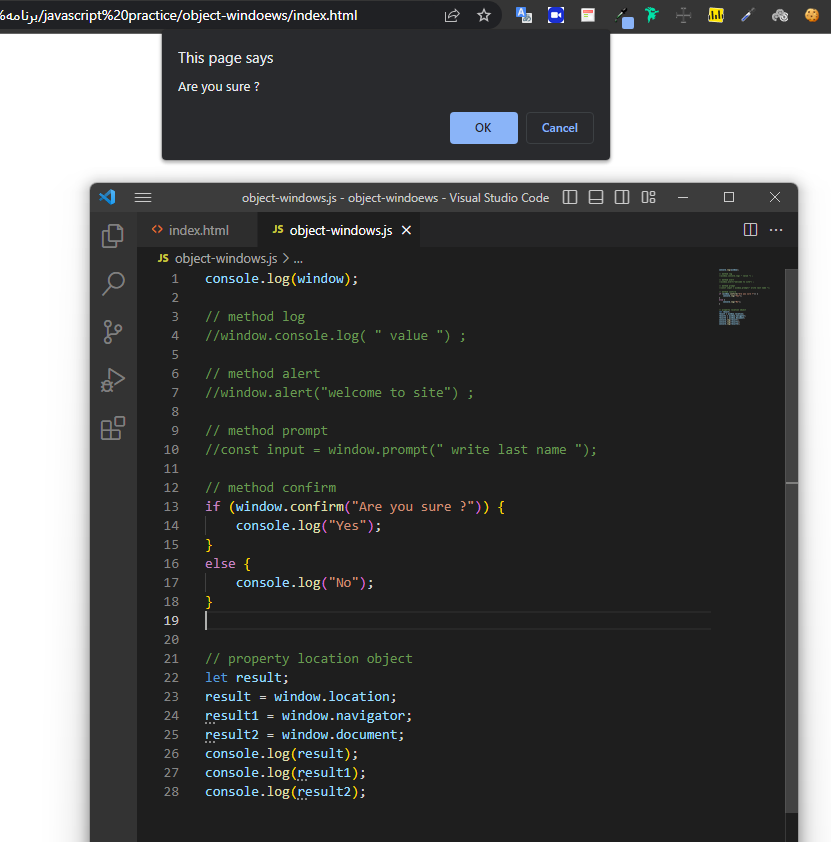 برنامه%/javascript%20practice/object-windoews/index.html
This page says
Are you sure ?
OK
Cancel
object-windows.js - object-windoews - Visual Studio Code
<> index.html
JS object-windows.js
JS object-windows.js > ...
1 console.log(window);
2
3 // method log
4 //window.console.log( " value ") ;
5
6 // method alert
7 //window.alert("welcome to site") ;
8
9 // method prompt
10 //const input = window.prompt(" write last name ");
11
12 // method confirm
13 if (window.confirm("Are you sure ?")) {
14     console.log("Yes");
15 }
16 else {
17     console.log("No");
18 }
19
20
21 // property location object
22 let result;
23 result = window.location;
24 result1 = window.navigator;
25 result2 = window.document;
26 console.log(result);
27 console.log(result1);
28 console.log(result2);